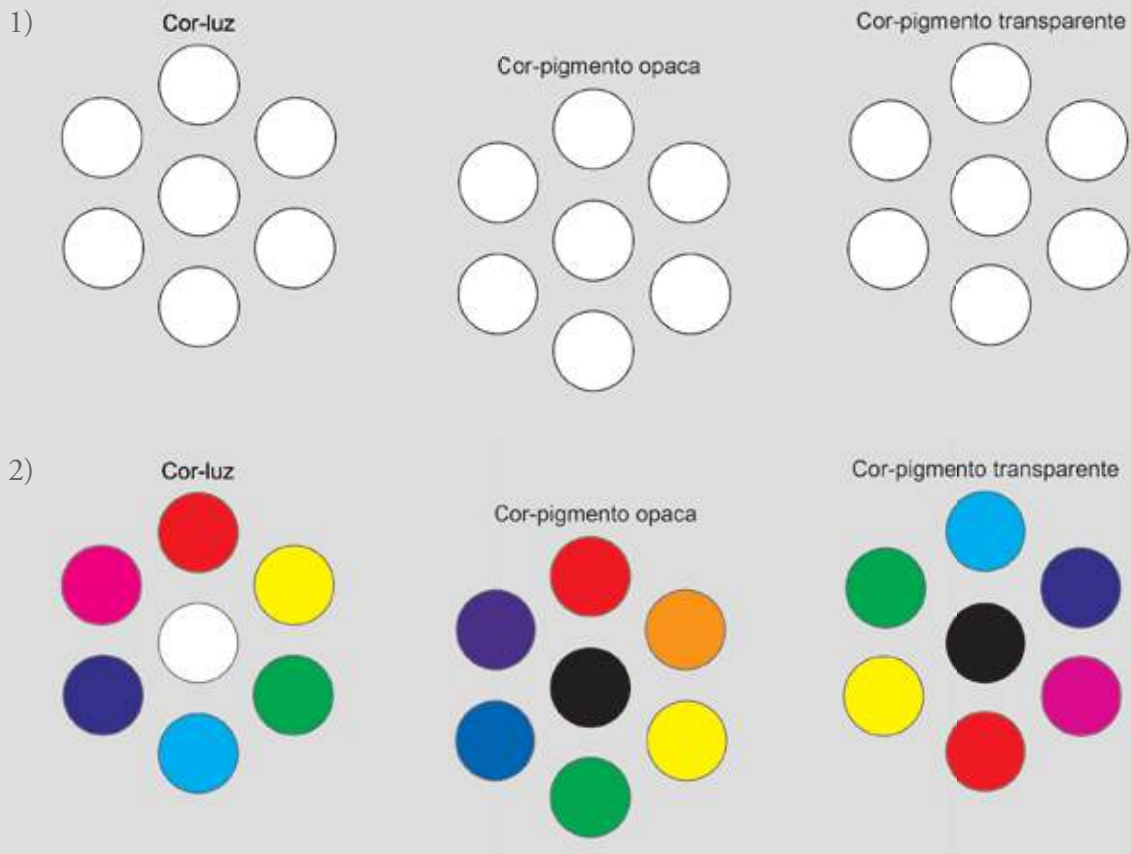 1)
Cor-luz
Cor-pigmento opaca
Cor-pigmento transparente
2)
Cor-luz
Cor-pigmento opaca
Cor-pigmento transparente